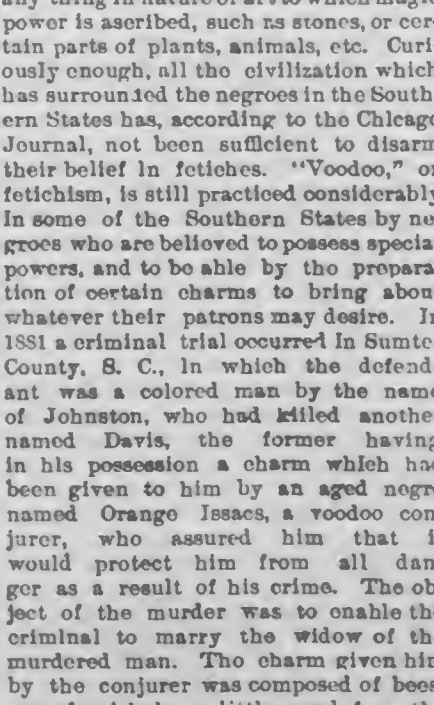 power is ascribed, such as stones, or cer
tain parts of plants, animals, etc. Curi
ously enough, all the civilization which
has surrounded the negroes in the South
ern States has, according to the Chicago
Journal, not been sufficient to disarm
their belief in fetiches. "Voodoo," or
fetichism, is still practiced considerably
In some of the Southern States by ne
groes who are believed to possess special
powers, and to be able by the prepara
tion of certain charms to bring about
whatever their patrons may desire. In
1881 a criminal trial occurred In Sumter
County, S. C., in which the defend
ant was a colored man by the name
of Johnston, who had killed another
named Davis, the former having
in his possession a charm which had
been given to him by an aged negro
named Orange Issacs, a voodoo con
jurer, who assured him that it
would protect him from all dan
ger as a result of his crime. The ob
ject of the murder was to enable the
criminal to marry the widow of the
murdered man. The charm given him
by the conjurer was composed of bees